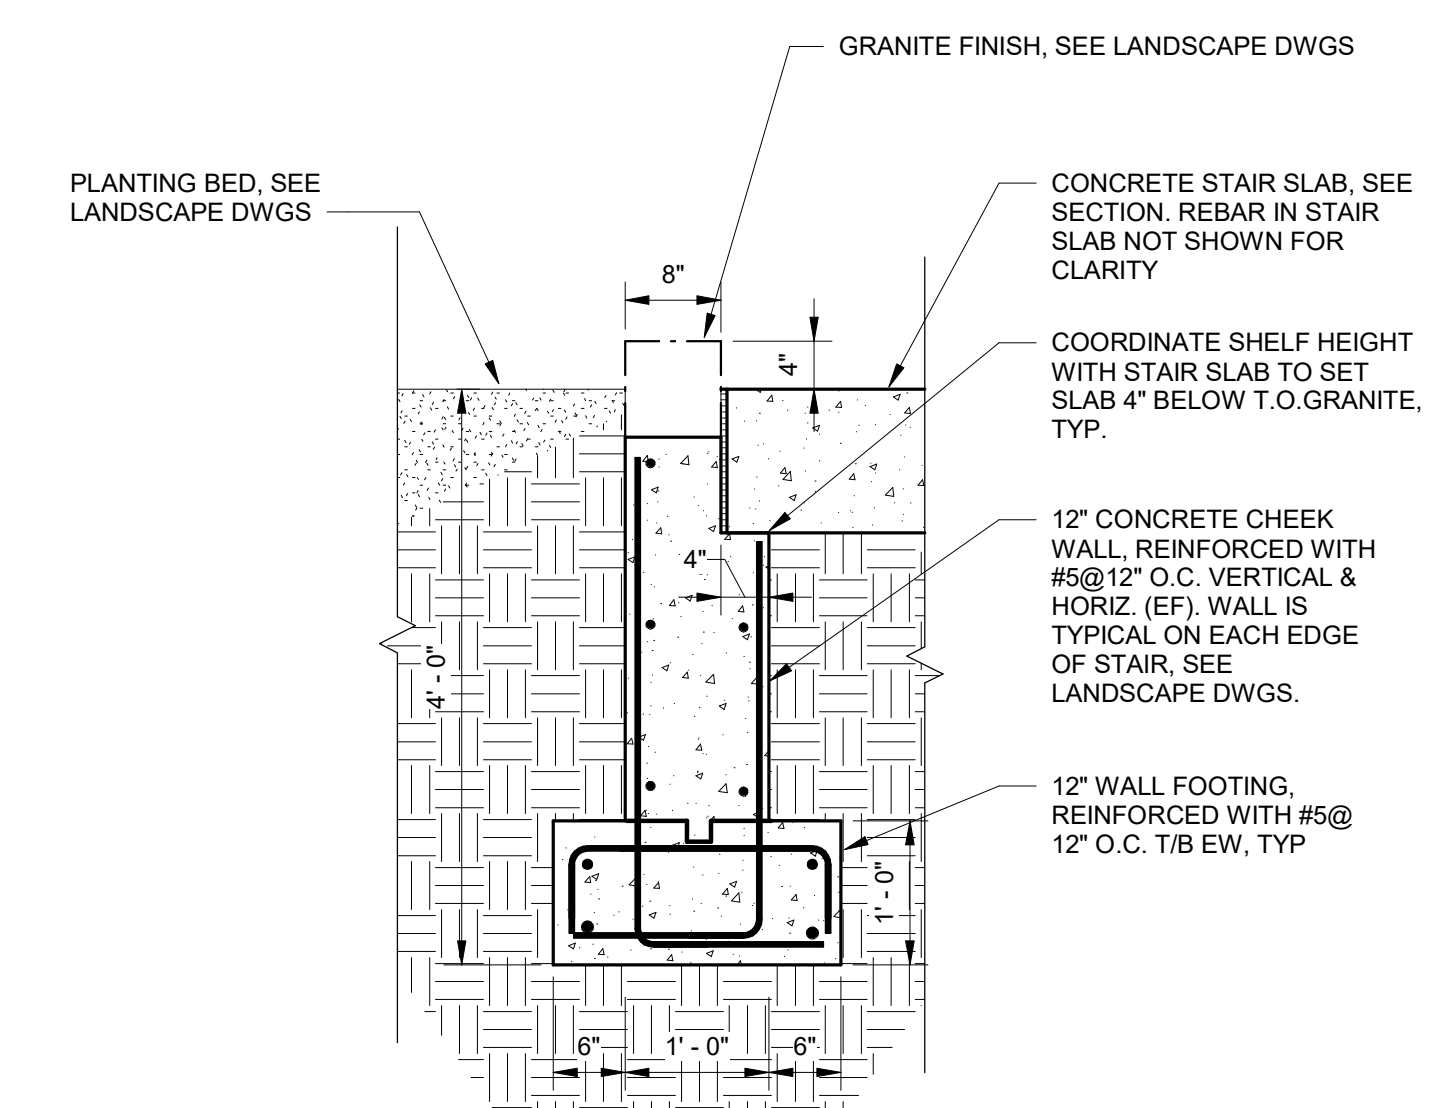 GRANITE FINISH, SEE LANDSCAPE DWGS
PLANTING BED, SEE
LANDSCAPE DWGS
CONCRETE STAIR SLAB, SEE
SECTION. REBAR IN STAIR
SLAB NOT SHOWN FOR
CLARITY
8"
4"
COORDINATE SHELF HEIGHT
WITH STAIR SLAB TO SET
SLAB 4" BELOW T.O.GRANITE,
TYP.
4"
12" CONCRETE CHEEK
WALL, REINFORCED WITH
#5@12" O.C. VERTICAL &
HORIZ. (EF). WALL IS
TYPICAL ON EACH EDGE
OF STAIR, SEE
LANDSCAPE DWGS.
4' - 0"
12" WALL FOOTING,
REINFORCED WITH #5@
12" O.C. T/B EW, TYP
1' - 0"
6"
1' - 0"
6"